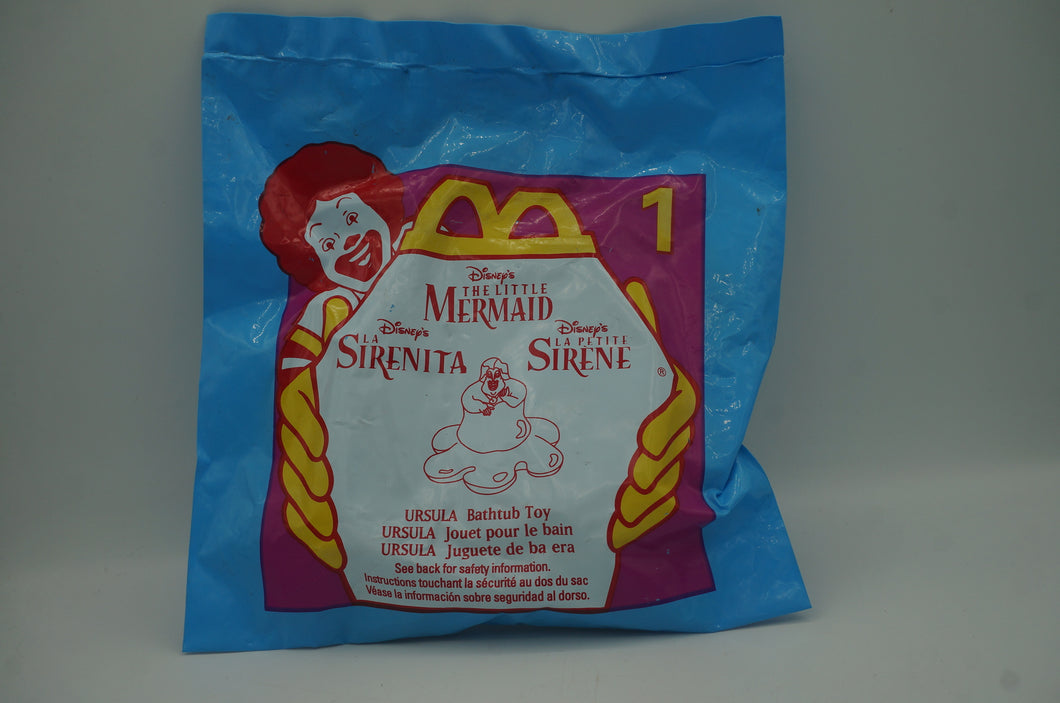 1
Disney's
THE LITTLE
MERMAID
Disney's
LA
SIRENITA
Disney's
LA PETITE
SIRÈNE
®
URSULA Bathtub Toy
URSULA Jouet pour le bain
URSULA Juguete de ba era
See back for safety information.
Instructions touchant la sécurité au dos du sac
Véase la información sobre seguridad al dorso.